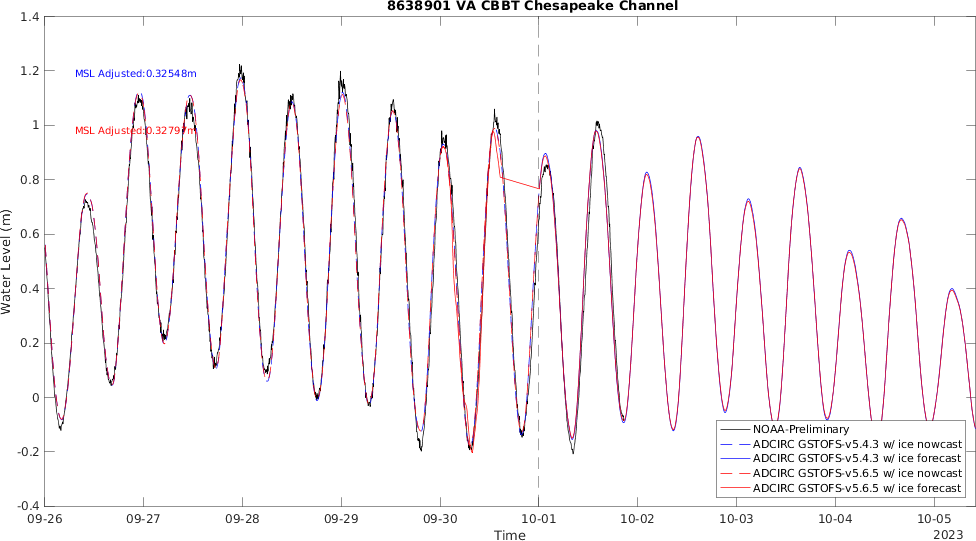 8638901 VA CBBT Chesapeake Channel
1.4
1.2
1
0.8
0.6
0.4
0.2
0
-0.2
-0.4
Water Level (m)
MSL Adjusted:0.32548m
MSL Adjusted:0.32797m
NOAA-Preliminary
ADCIRC GSTOFS-v5.4.3 w/ ice nowcast
ADCIRC GSTOFS-v5.4.3 w/ ice forecast
ADCIRC GSTOFS-v5.6.5 w/ ice nowcast
ADCIRC GSTOFS-v5.6.5 w/ ice forecast
09-26 09-27 09-28 09-29 09-30 10-01 10-02 10-03 10-04 10-05
Time
2023